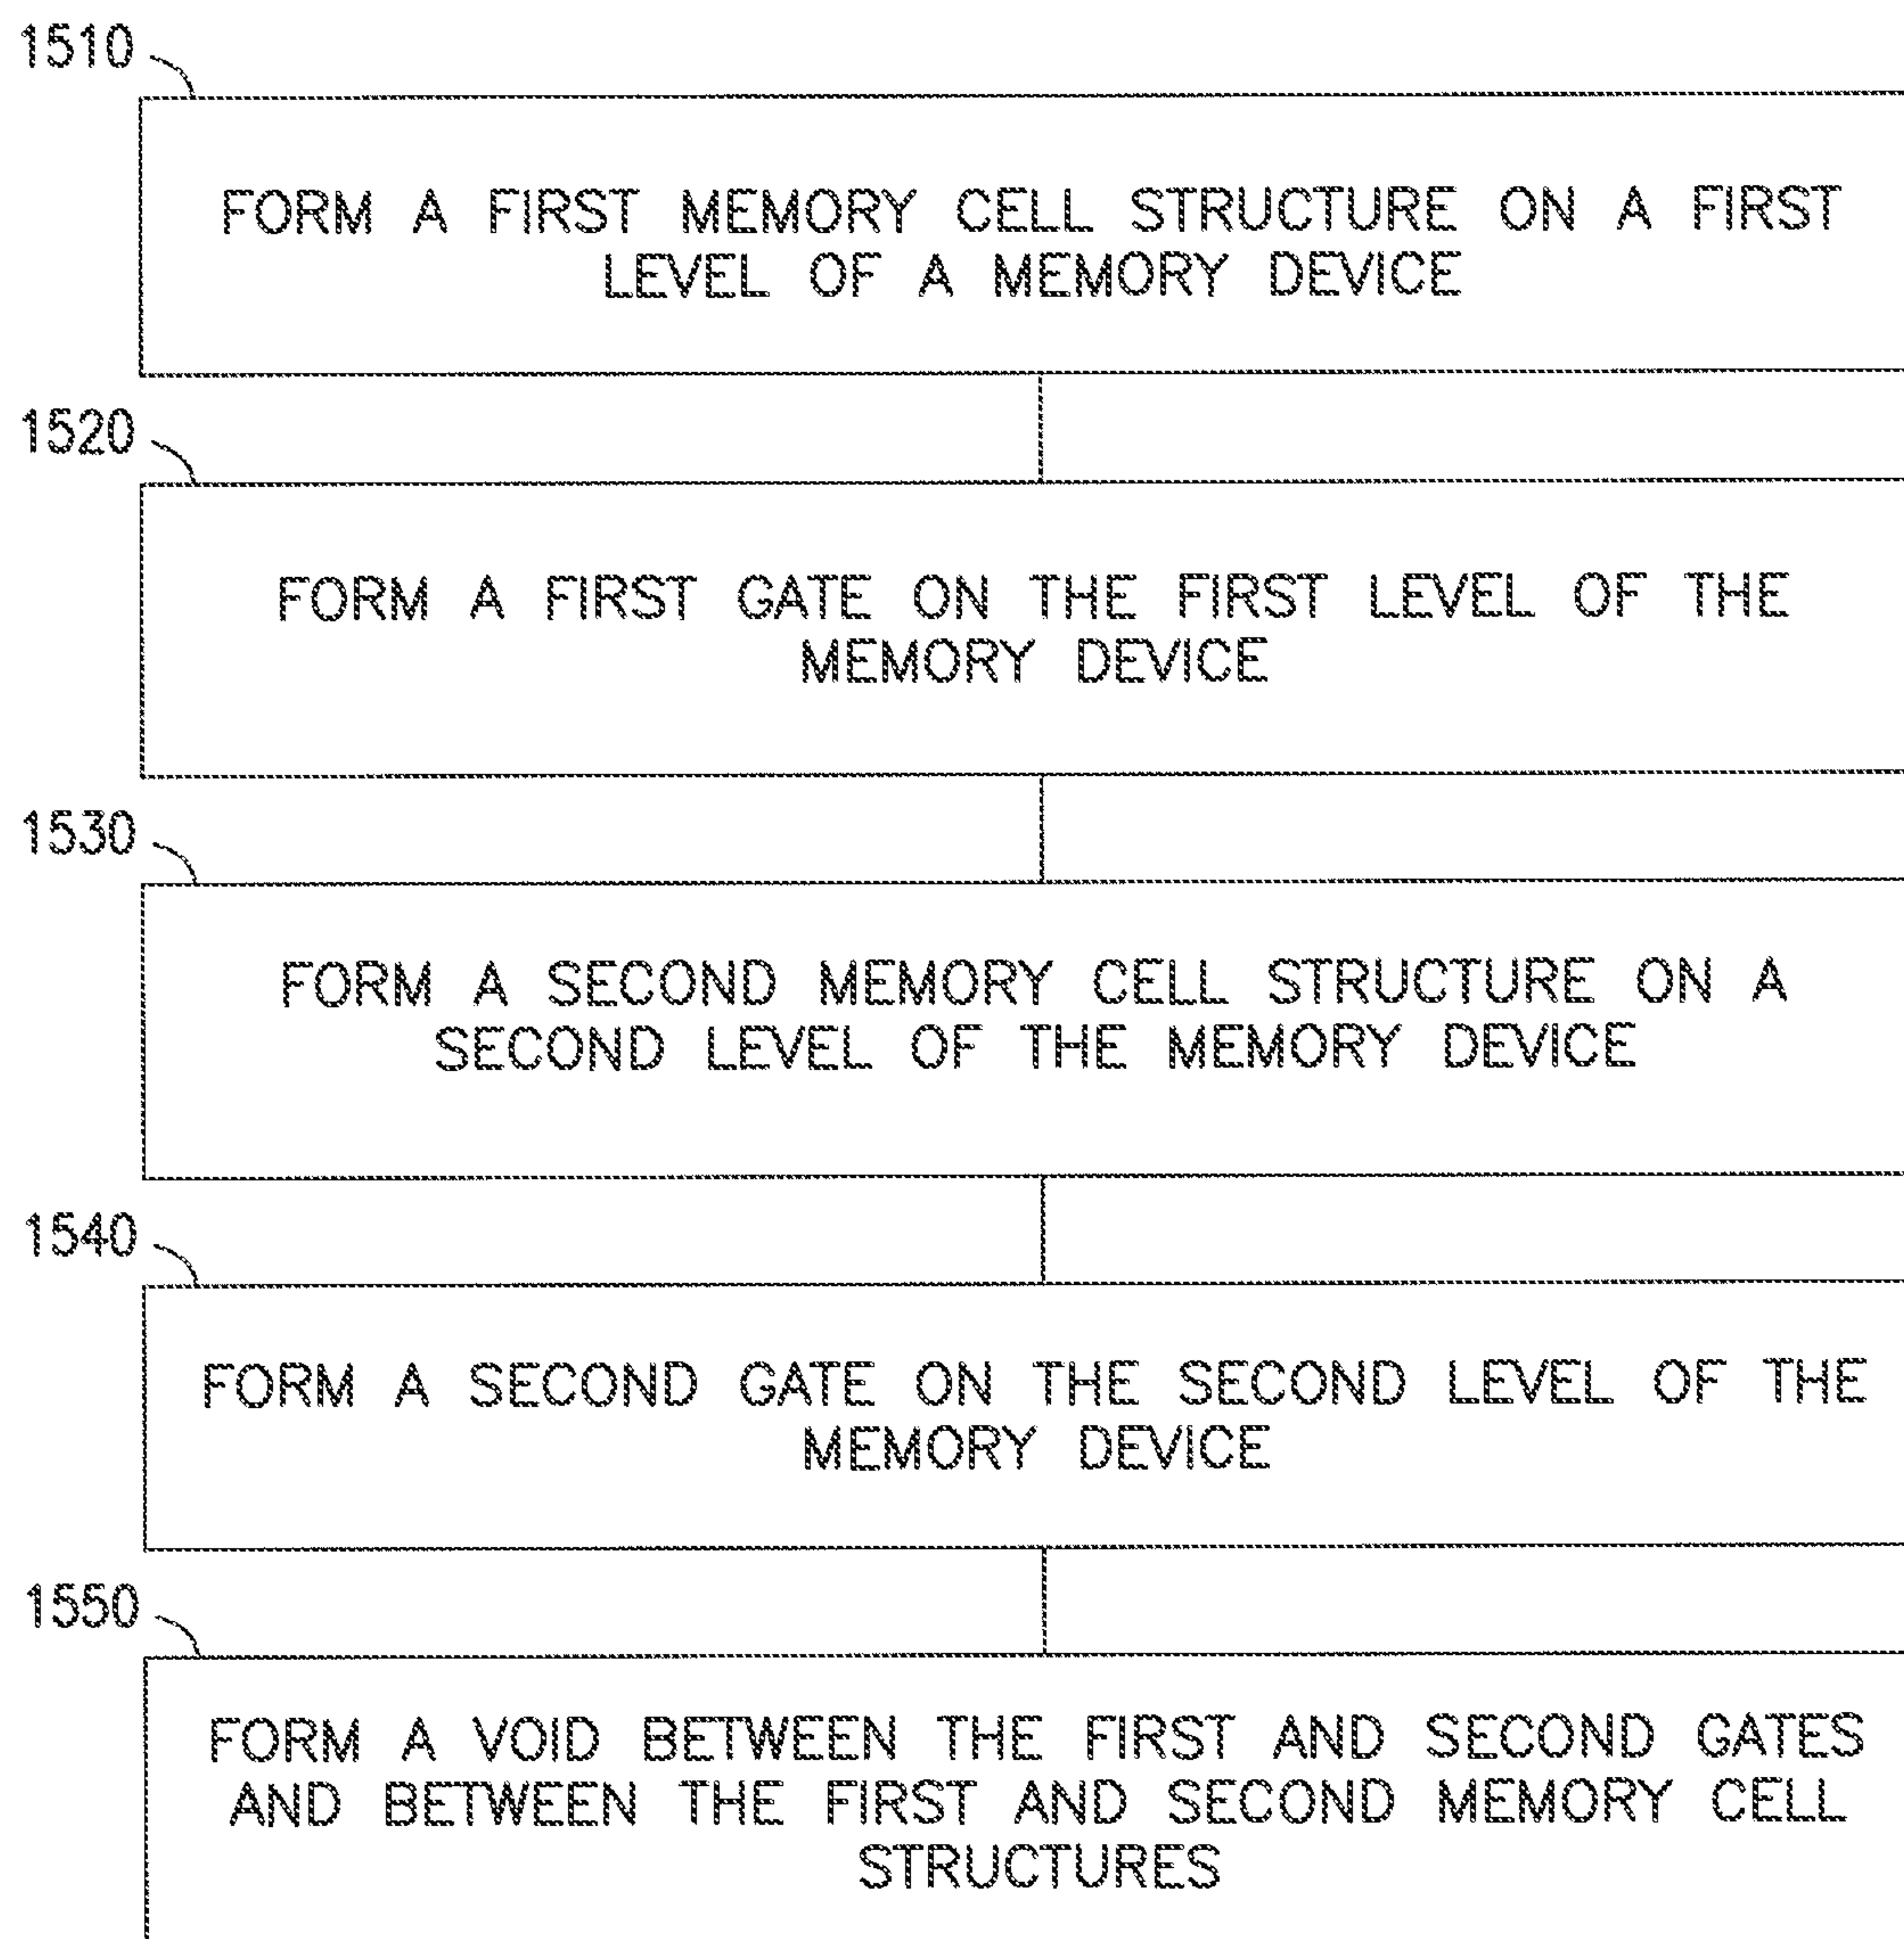 1510
FORM A FIRST MEMORY CELL STRUCTURE ON A FIRST
LEVEL OF A MEMORY DEVICE
1520
FORM A FIRST GATE ON THE FIRST LEVEL OF THE
MEMORY DEVICE
1530
FORM A SECOND MEMORY CELL STRUCTURE ON A
SECOND LEVEL OF THE MEMORY DEVICE
1540
FORM A SECOND GATE ON THE SECOND LEVEL OF THE
MEMORY DEVICE
1550
FORM A VOID BETWEEN THE FIRST AND SECOND GATES
AND BETWEEN THE FIRST AND SECOND MEMORY CELL
STRUCTURES